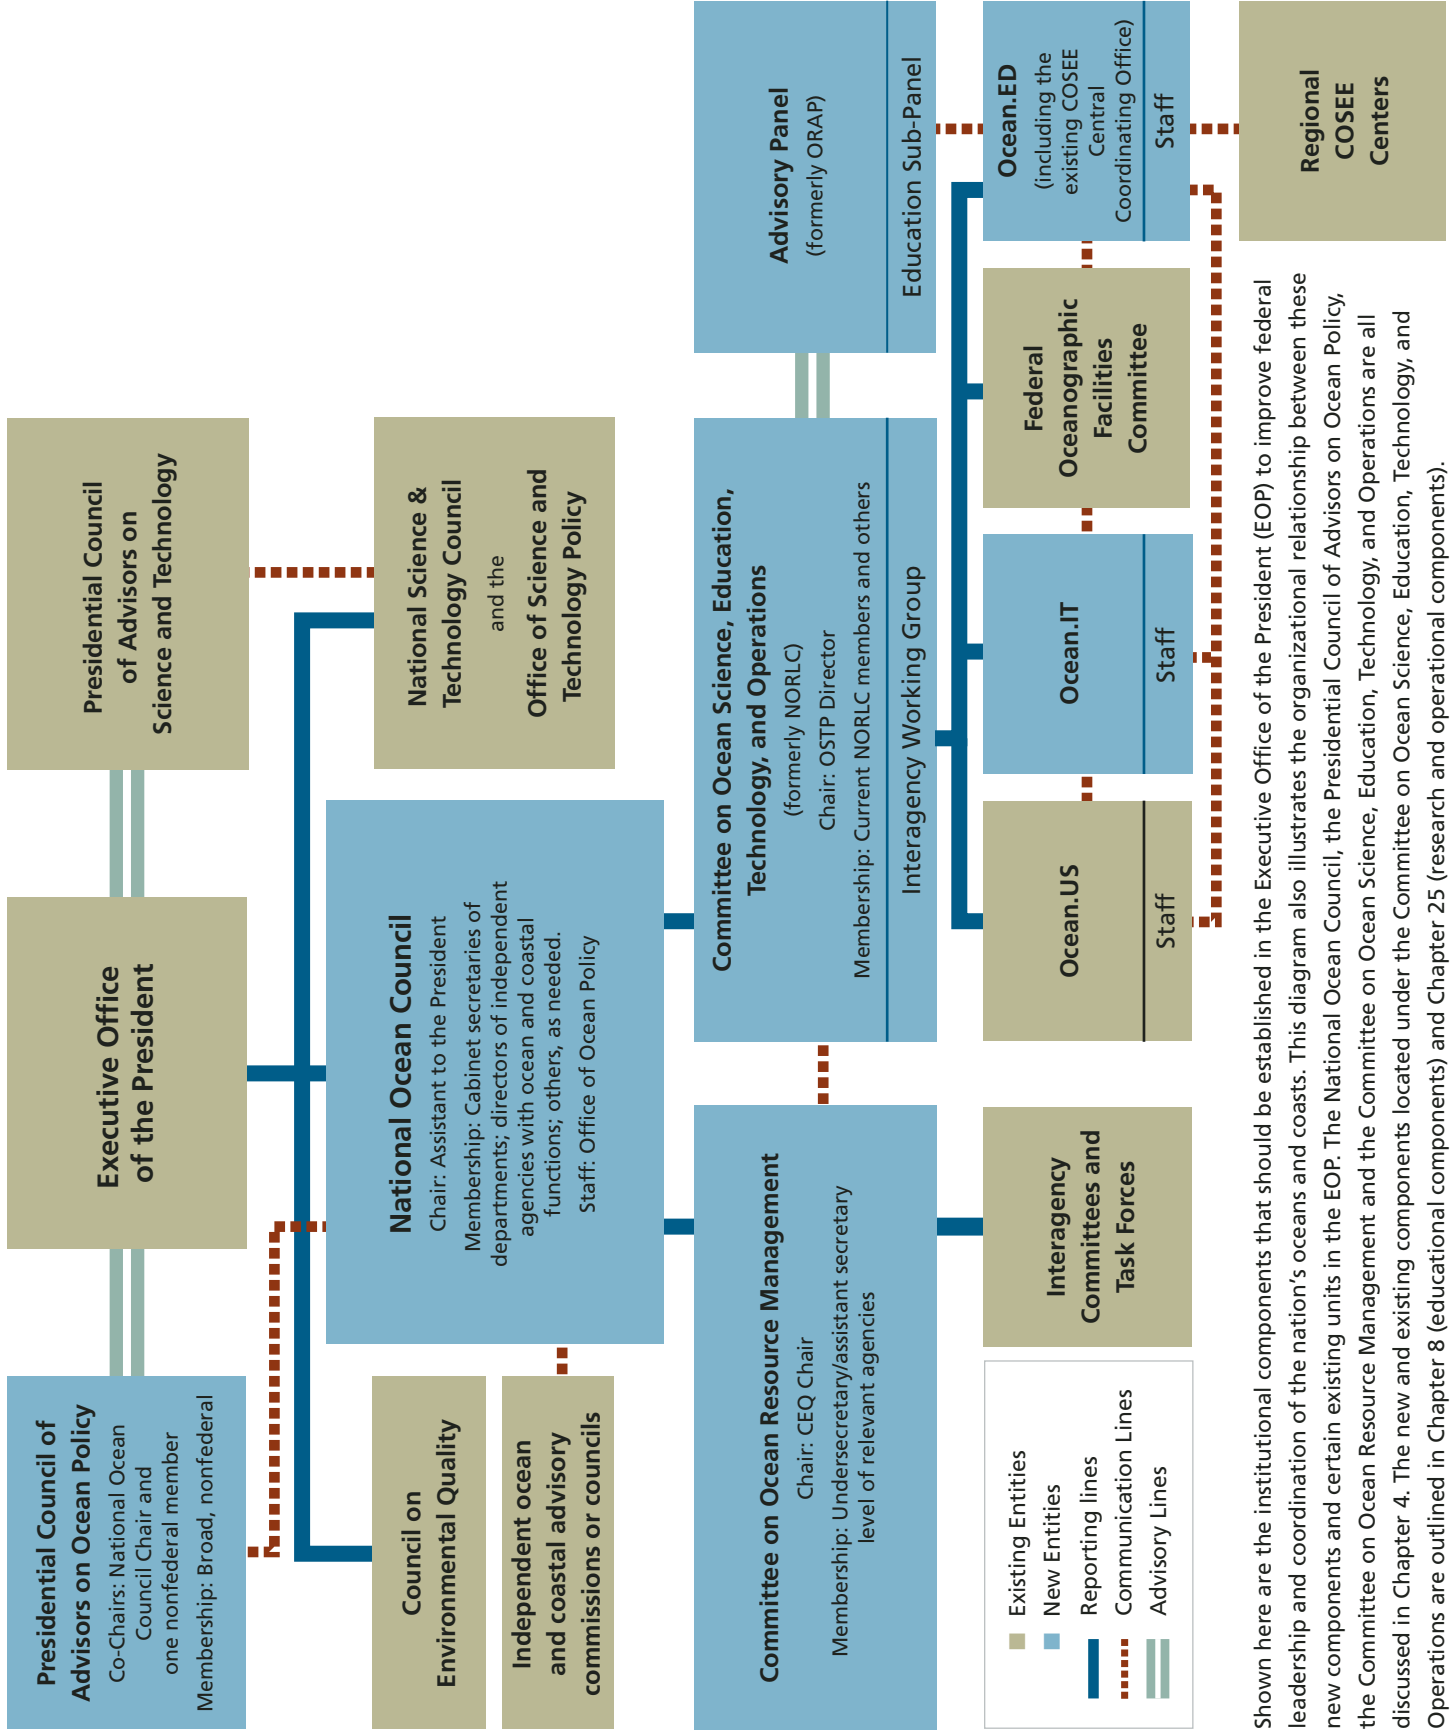 Presidential Council of
Advisors on Ocean Policy
Co-Chairs: National Ocean
Council Chair and
one nonfederal member
Membership: Broad, nonfederal
Executive Office
of the President
Presidential Council
of Advisors on
Science and Technology
Council on
Environmental Quality
Independent ocean
and coastal advisory
commissions or councils
National Ocean Council
Chair: Assistant to the President
Membership: Cabinet secretaries of
departments; directors of independent
agencies with ocean and coastal
functions; others, as needed.
Staff: Office of Ocean Policy
National Science &
Technology Council
and the
Office of Science and
Technology Policy
Committee on Ocean Resource Management
Chair: CEQ Chair
Membership: Undersecretary/assistant secretary
level of relevant agencies
Committee on Ocean Science, Education,
Technology, and Operations
(formerly NORLC)
Chair: OSTP Director
Membership: Current NORLC members and others
Interagency Working Group
Advisory Panel
(formerly ORAP)
Education Sub-Panel
Existing Entities
New Entities
Reporting lines
Communication Lines
Advisory Lines
Interagency
Committees and
Task Forces
Ocean.US
Staff
Ocean.IT
Staff
Federal
Oceanographic
Facilities
Committee
Ocean.ED
(including the
existing COSEE
Central
Coordinating Office)
Staff
Regional
COSEE
Centers
Shown here are the institutional components that should be established in the Executive Office of the President (EOP) to improve federal
leadership and coordination of the nation's oceans and coasts. This diagram also illustrates the organizational relationship between these
new components and certain existing units in the EOP. The National Ocean Council, the Presidential Council of Advisors on Ocean Policy,
the Committee on Ocean Resource Management and the Committee on Ocean Science, Education, Technology, and Operations are all
discussed in Chapter 4. The new and existing components located under the Committee on Ocean Science, Education, Technology, and
Operations are outlined in Chapter 8 (educational components) and Chapter 25 (research and operational components).